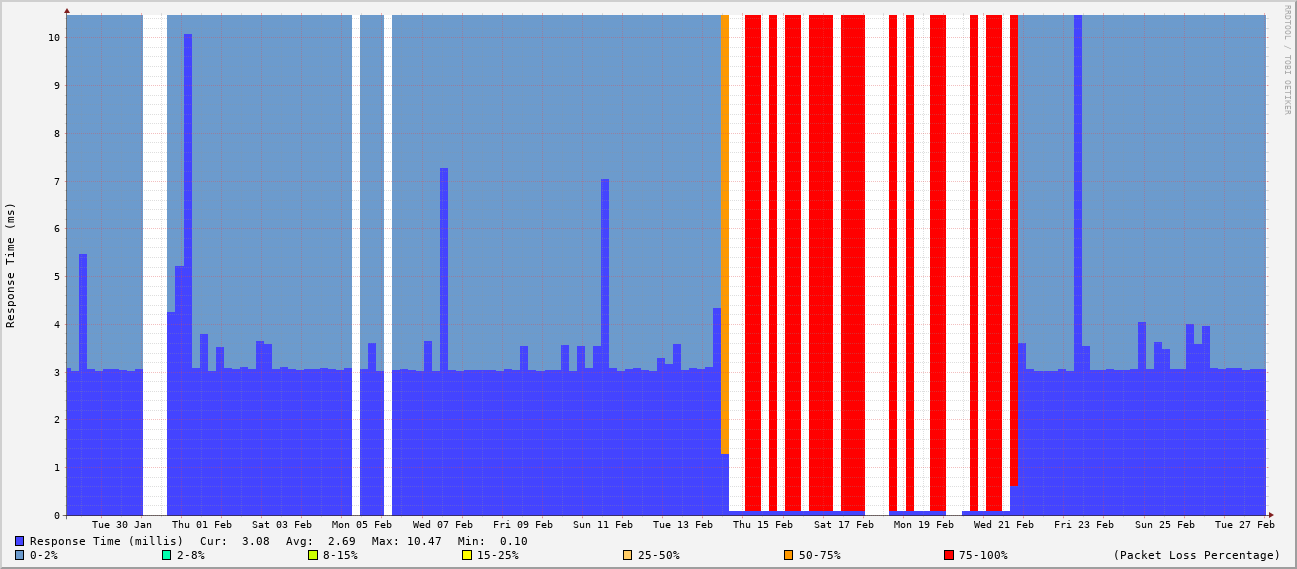 RRDTOOL / TOBI OETIKER
Response Time (ms)
10
9
8
7
6
5
4
3
2
1
0
Tue 30 Jan Thu 01 Feb Sat 03 Feb Mon 05 Feb Wed 07 Feb Fri 09 Feb Sun 11 Feb Tue 13 Feb Thu 15 Feb Sat 17 Feb Mon 19 Feb Wed 21 Feb Fri 23 Feb Sun 25 Feb Tue 27 Feb
Response Time (millis) Cur: 3.08 Avg: 2.69 Max: 10.47 Min: 0.10
0-2% 2-8% 8-15% 15-25% 25-50% 50-75% 75-100% (Packet Loss Percentage)